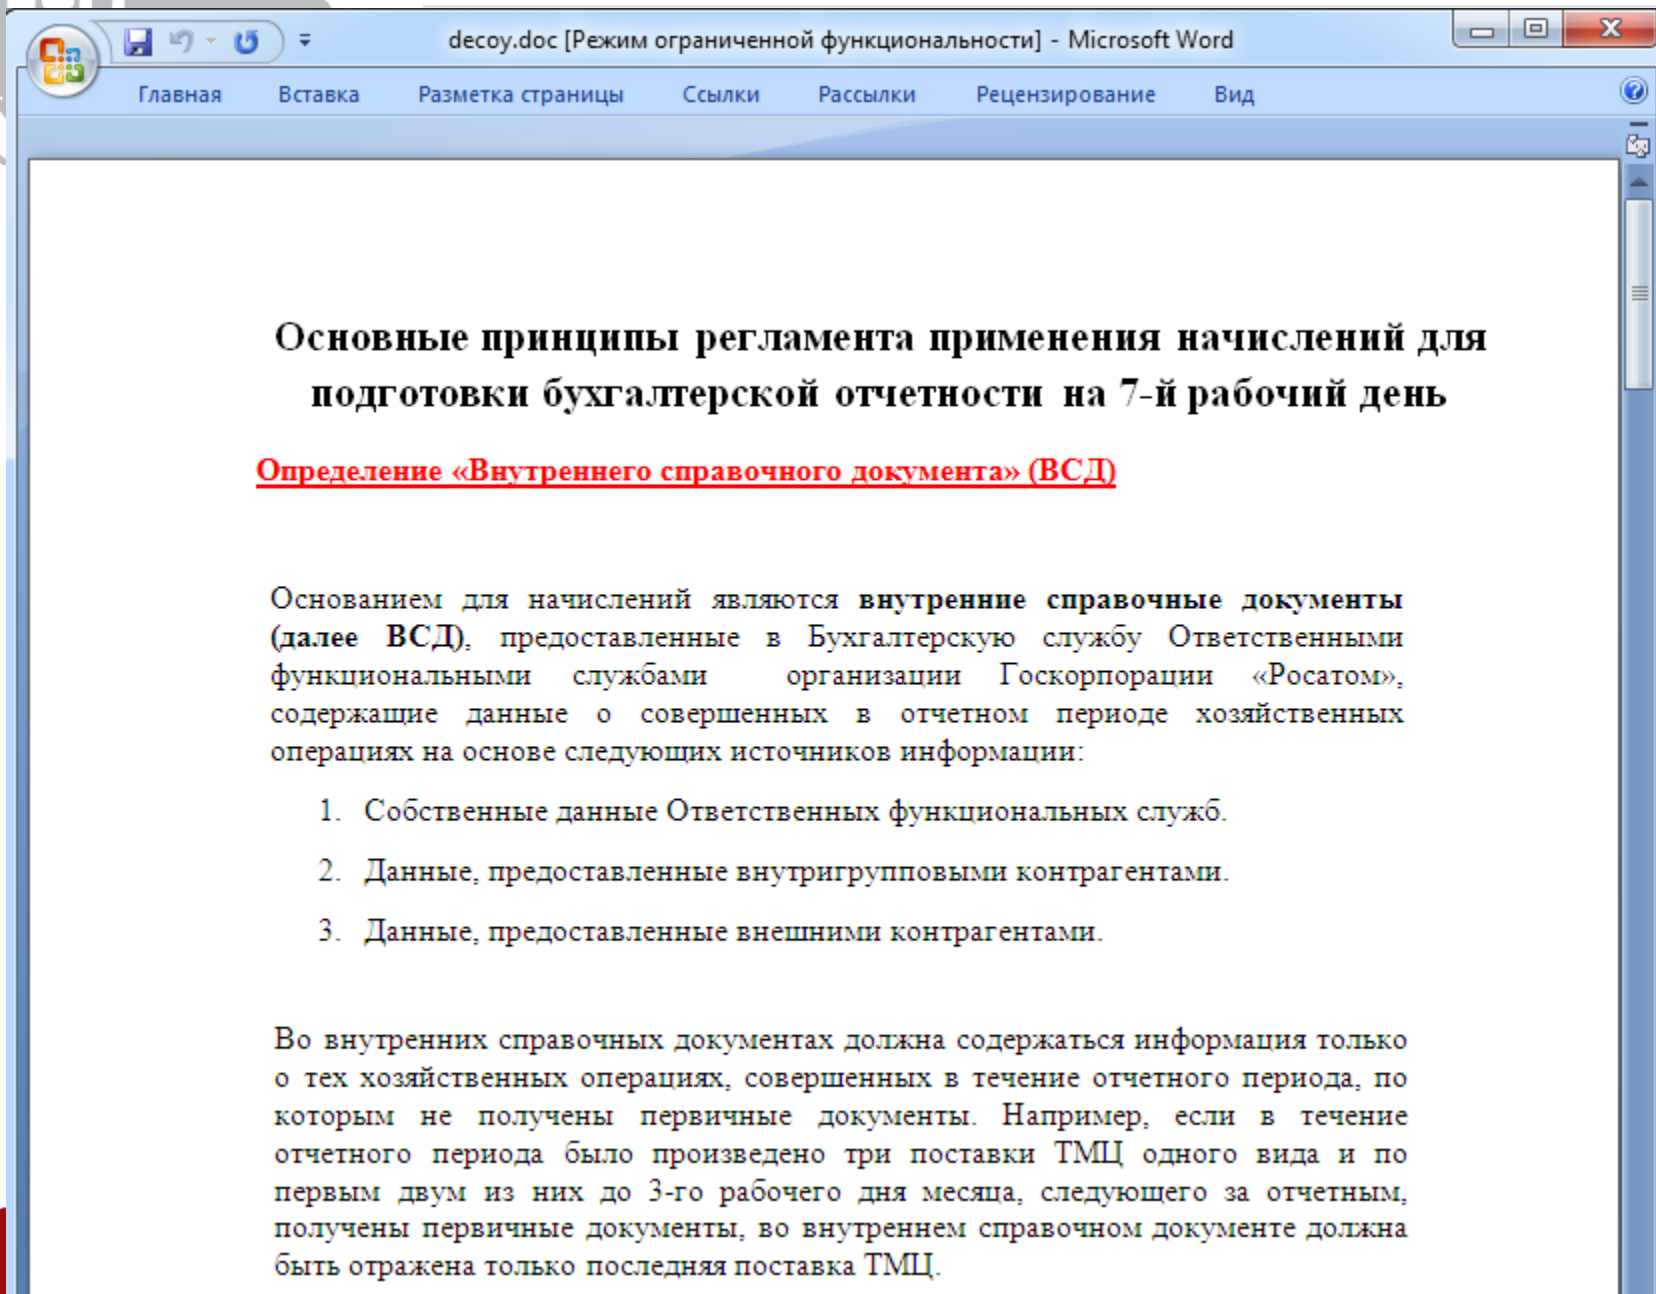 decoy.doc [Режим ограниченной функциональности] - Microsoft Word
Главная Вставка Разметка страницы Ссылки Рассылки Рецензирование Вид
Основные принципы регламента применения начислений для
подготовки бухгалтерской отчетности на 7-й рабочий день
Определение «Внутреннего справочного документа» (ВСД)
Основанием для начислений являются внутренние справочные документы
(далее ВСД), предоставленные в Бухгалтерскую службу Ответственными
функциональными службами организации Госкорпорации «Росатом»,
содержащие данные о совершенных в отчетном периоде хозяйственных
операциях на основе следующих источников информации:
1. Собственные данные Ответственных функциональных служб.
2. Данные, предоставленные внутригрупповыми контрагентами.
3. Данные, предоставленные внешними контрагентами.
Во внутренних справочных документах должна содержаться информация только
о тех хозяйственных операциях, совершенных в течение отчетного периода, по
которым не получены первичные документы. Например, если в течение
отчетного периода было произведено три поставки ТМЦ одного вида и по
первым двум из них до 3-го рабочего дня месяца, следующего за отчетным,
получены первичные документы, во внутреннем справочном документе должна
быть отражена только последняя поставка ТМЦ.